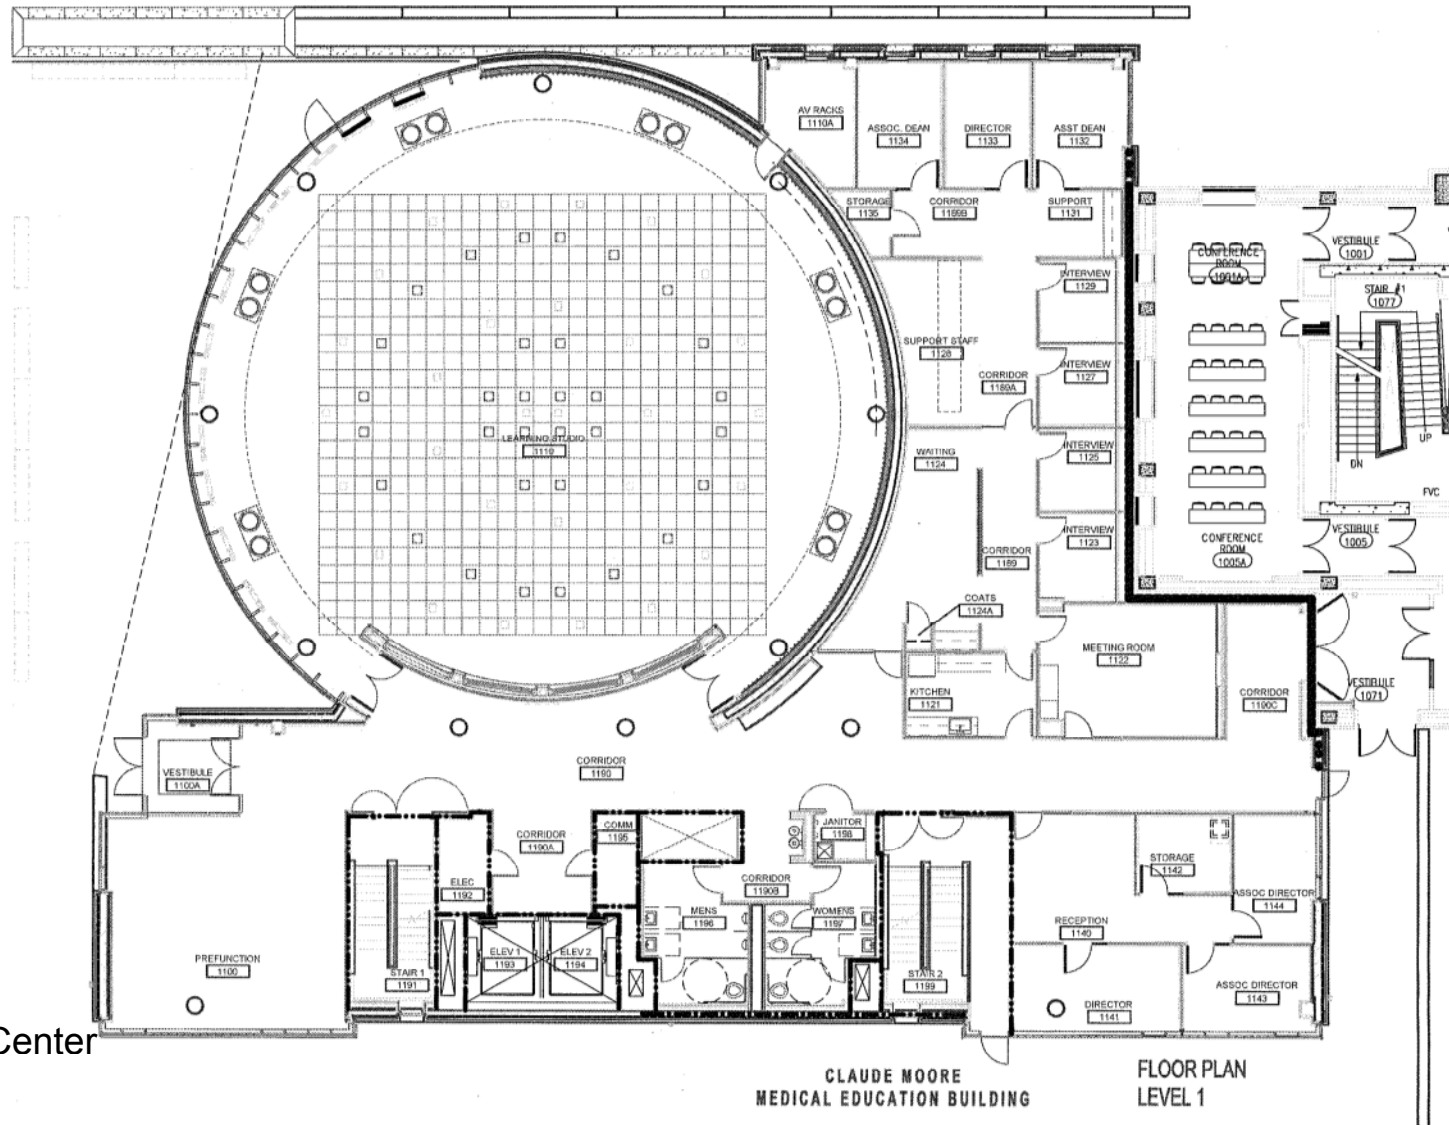 AV RACKS
1110A
ASSOC. DEAN
1134
DIRECTOR
1133
ASST DEAN
1132
STORAGE
1135
CORRIDOR
1189B
SUPPORT
1131
VESTIBULE
1001
CONFERENCE
ROOM
1001A
INTERVIEW
1129
STAIR #1
1077
SUPPORT STAFF
1128
INTERVIEW
1127
CORRIDOR
1189A
LEARNING STUDIO
1110
WAITING
1124
INTERVIEW
1125
UP
DN
FVC
INTERVIEW
1123
CORRIDOR
1189
CONFERENCE
ROOM
1005A
VESTIBULE
1005
COATS
1124A
MEETING ROOM
1122
KITCHEN
1121
CORRIDOR
1190C
VESTIBULE
1071
VESTIBULE
1100A
CORRIDOR
1190
CORRIDOR
1190A
COMM
1195
JANITOR
1198
ELEC
1192
CORRIDOR
1190B
STORAGE
1142
ASSOC DIRECTOR
1144
MENS
1196
WOMENS
1197
RECEPTION
1140
PREFUNCTION
1100
STAIR 1
1191
ELEV 1
1193
ELEV 2
1194
STAIR 2
1199
DIRECTOR
1141
ASSOC DIRECTOR
1143
Center
CLAUDE MOORE
MEDICAL EDUCATION BUILDING
FLOOR PLAN
LEVEL 1